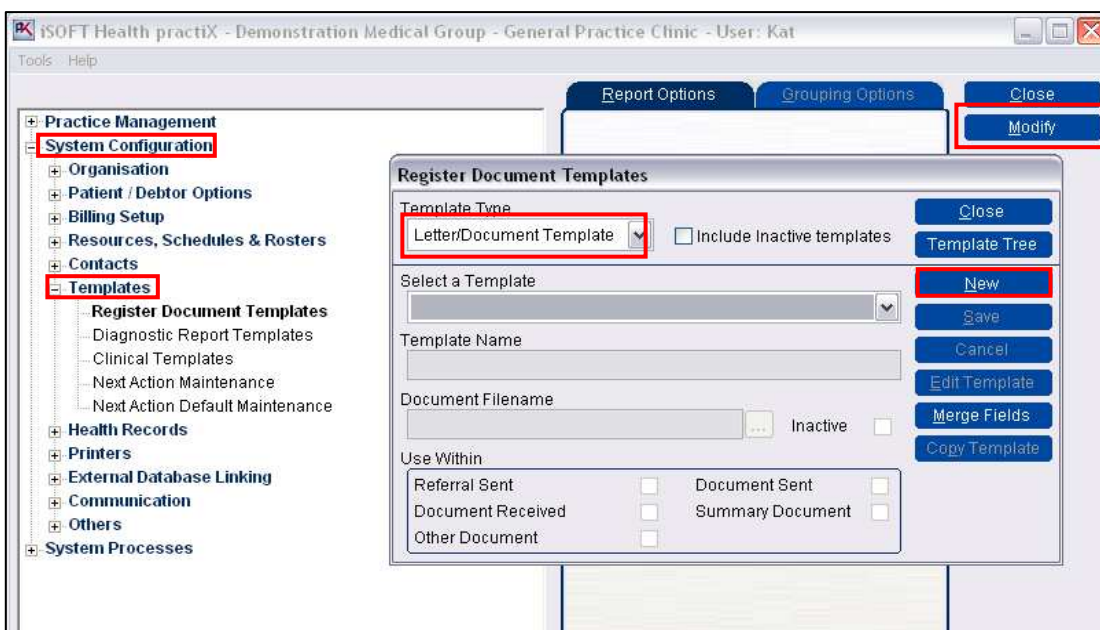 iSOFT Health practiX - Demonstration Medical Group - General Practice Clinic - User: Kat
Tools Help
Report Options Grouping Options Close
Modify
Practice Management
System Configuration
Organisation
Patient / Debtor Options
Billing Setup
Resources, Schedules & Rosters
Contacts
Templates
Register Document Templates
Diagnostic Report Templates
Clinical Templates
Next Action Maintenance
Next Action Default Maintenance
Health Records
Printers
External Database Linking
Communication
Others
System Processes
Register Document Templates
Template Type
Letter/Document Template Include Inactive templates
Select a Template
Template Name
Document Filename
... Inactive
Use Within
Referral Sent Document Sent
Document Received Summary Document
Other Document
Close
Template Tree
New
Save
Cancel
Edit Template
Merge Fields
Copy Template